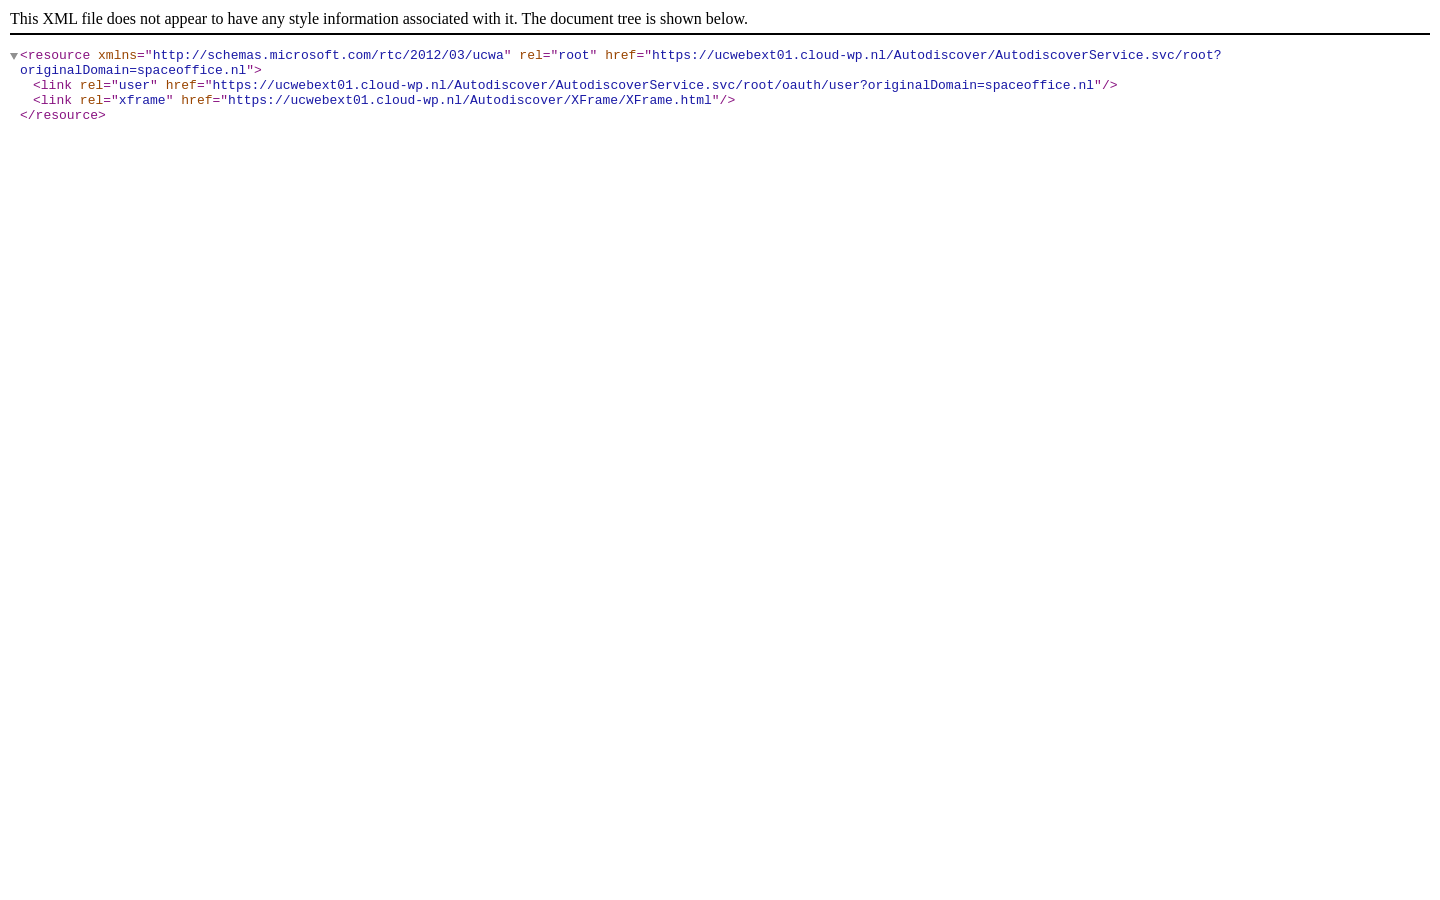 This XML file does not appear to have any style information associated with it. The document tree is shown below.
<resource xmlns="http://schemas.microsoft.com/rtc/2012/03/ucwa" rel="root" href="https://ucwebext01.cloud-wp.nl/Autodiscover/AutodiscoverService.svc/root?
originalDomain=spaceoffice.nl">
<link rel="user" href="https://ucwebext01.cloud-wp.nl/Autodiscover/AutodiscoverService.svc/root/oauth/user?originalDomain=spaceoffice.nl"/>
<link rel="xframe" href="https://ucwebext01.cloud-wp.nl/Autodiscover/XFrame/XFrame.html"/>
</resource>